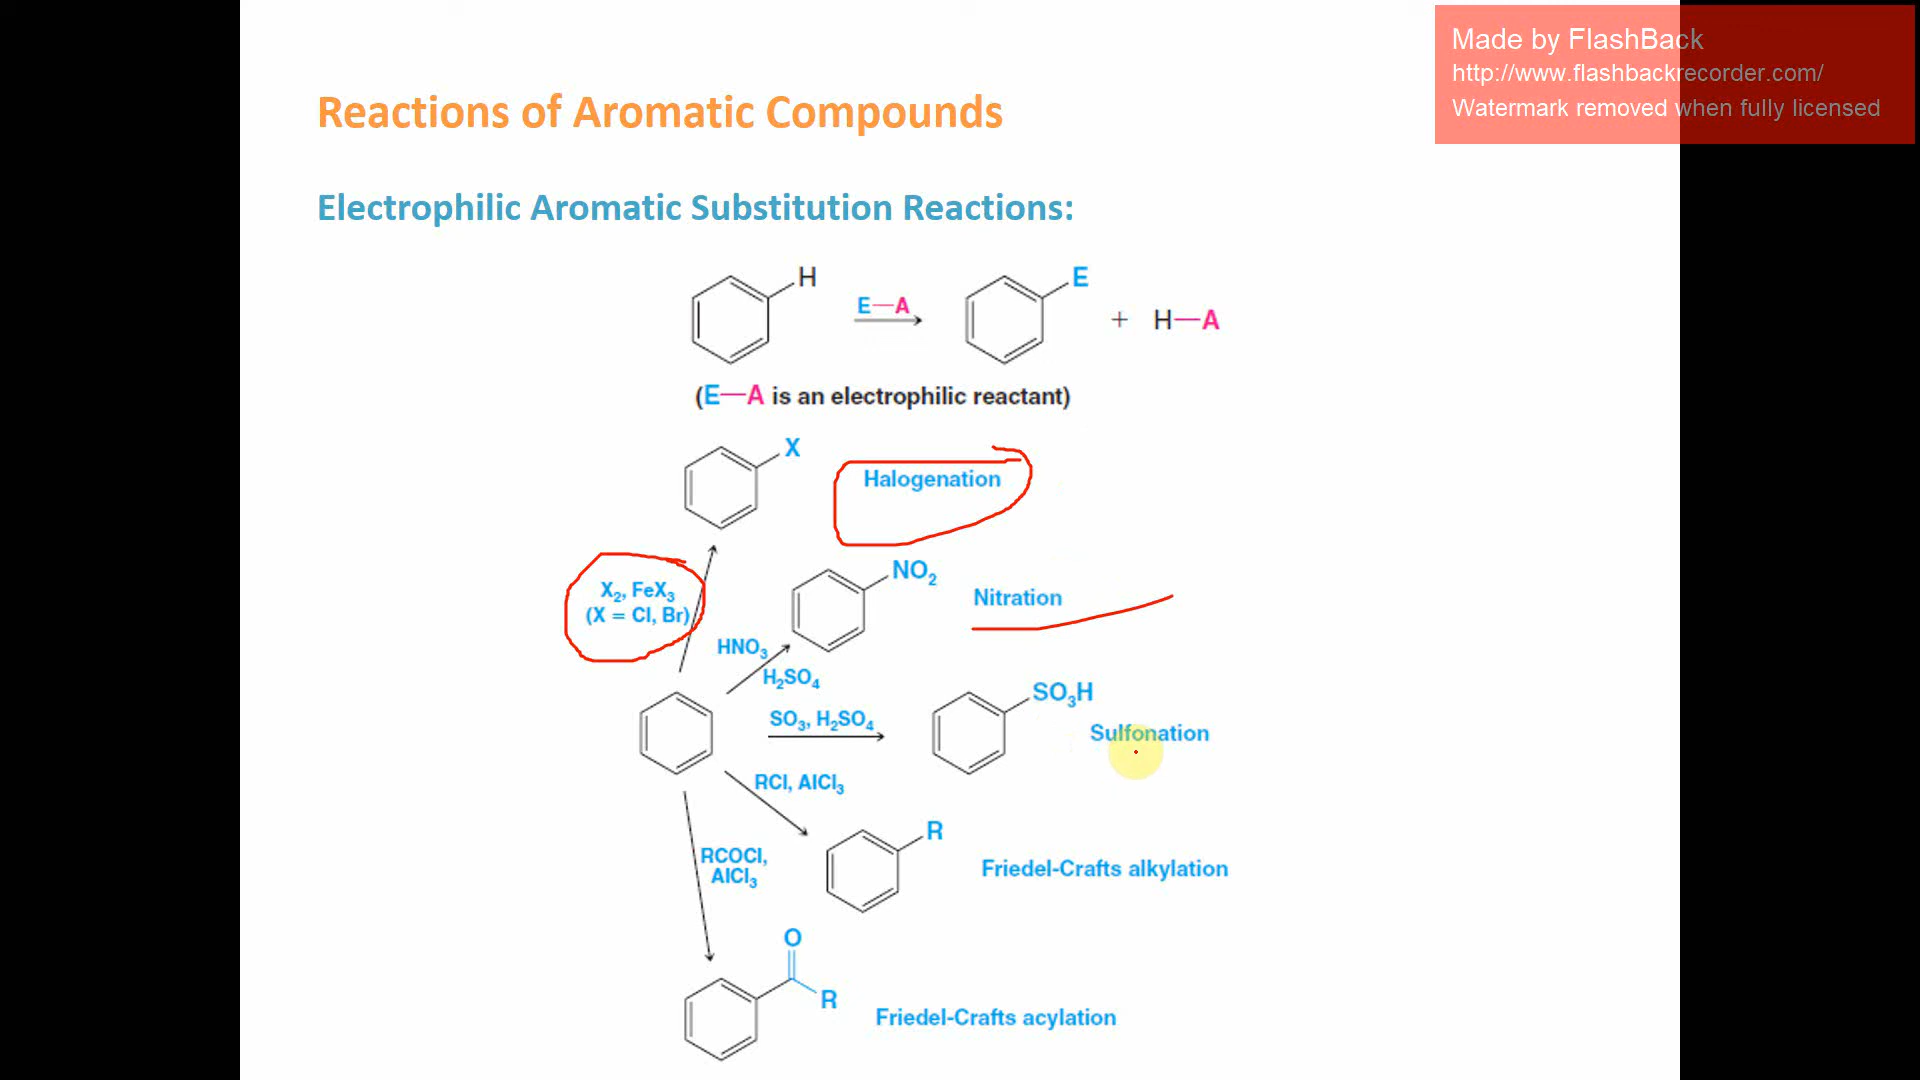 Made by FlashBack
http://www.flashbackrecorder.com/
Watermark removed when fully licensed
Reactions of Aromatic Compounds
Electrophilic Aromatic Substitution Reactions:
H
E—A
E
+ H—A
(E—A is an electrophilic reactant)
X
Halogenation
X₂, FeX₃
(X = Cl, Br)
NO₂
Nitration
HNO₃
H₂SO₄
SO₃, H₂SO₄
SO₃H
Sulfonation
RCl, AlCl₃
R
Friedel-Crafts alkylation
RCOCl,
AlCl₃
O
R
Friedel-Crafts acylation